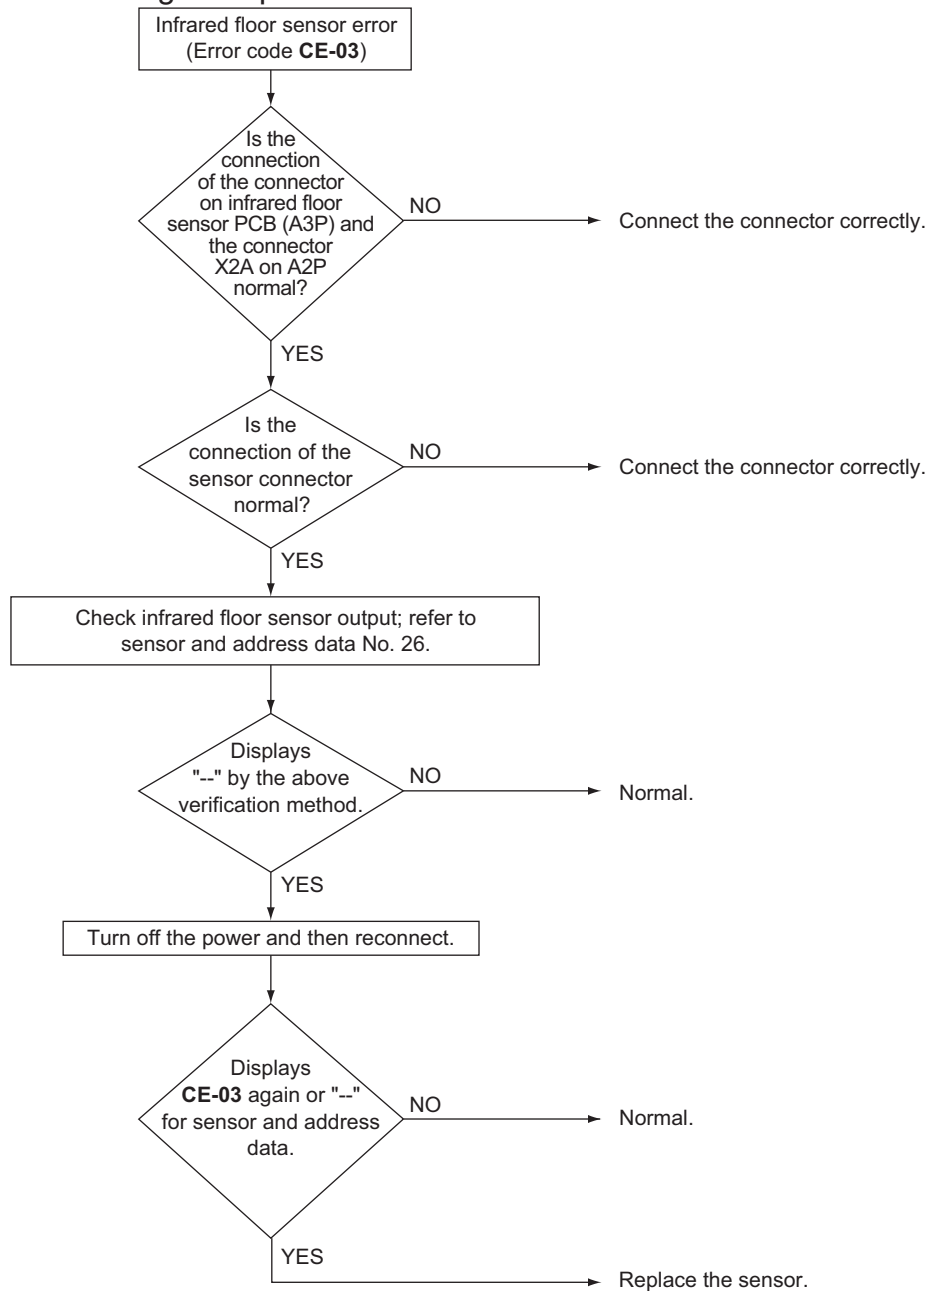 Infrared floor sensor error
(Error code CE-03)
Is the
connection
of the connector
on infrared floor
sensor PCB (A3P) and
the connector
X2A on A2P
normal?
NO
Connect the connector correctly.
YES
Is the
connection of the
sensor connector
normal?
NO
Connect the connector correctly.
YES
Check infrared floor sensor output; refer to
sensor and address data No. 26.
Displays
"--" by the above
verification method.
NO
Normal.
YES
Turn off the power and then reconnect.
Displays
CE-03 again or "--"
for sensor and address
data.
NO
Normal.
YES
Replace the sensor.